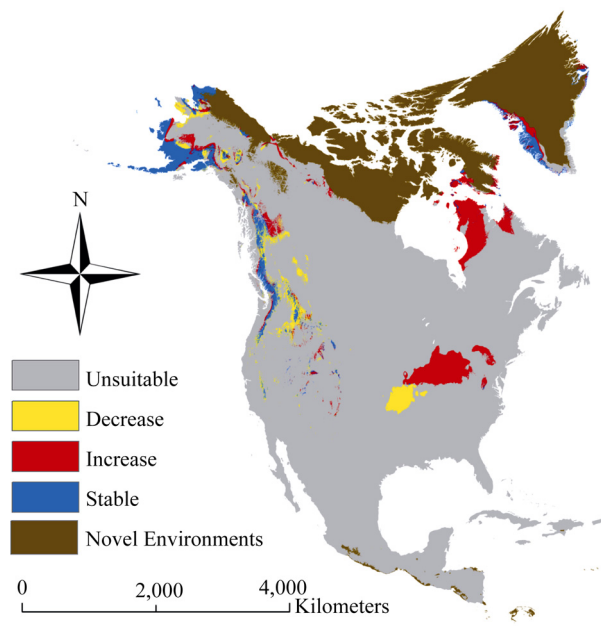 N
Unsuitable
Decrease
Increase
Stable
Novel Environments
0 2,000 4,000
Kilometers